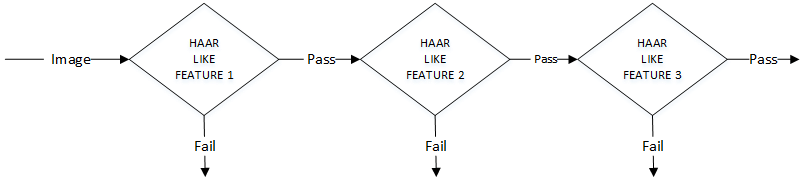 Image
HAAR
LIKE
FEATURE 1
Pass
HAAR
LIKE
FEATURE 2
Pass
HAAR
LIKE
FEATURE 3
Pass
Fail
Fail
Fail